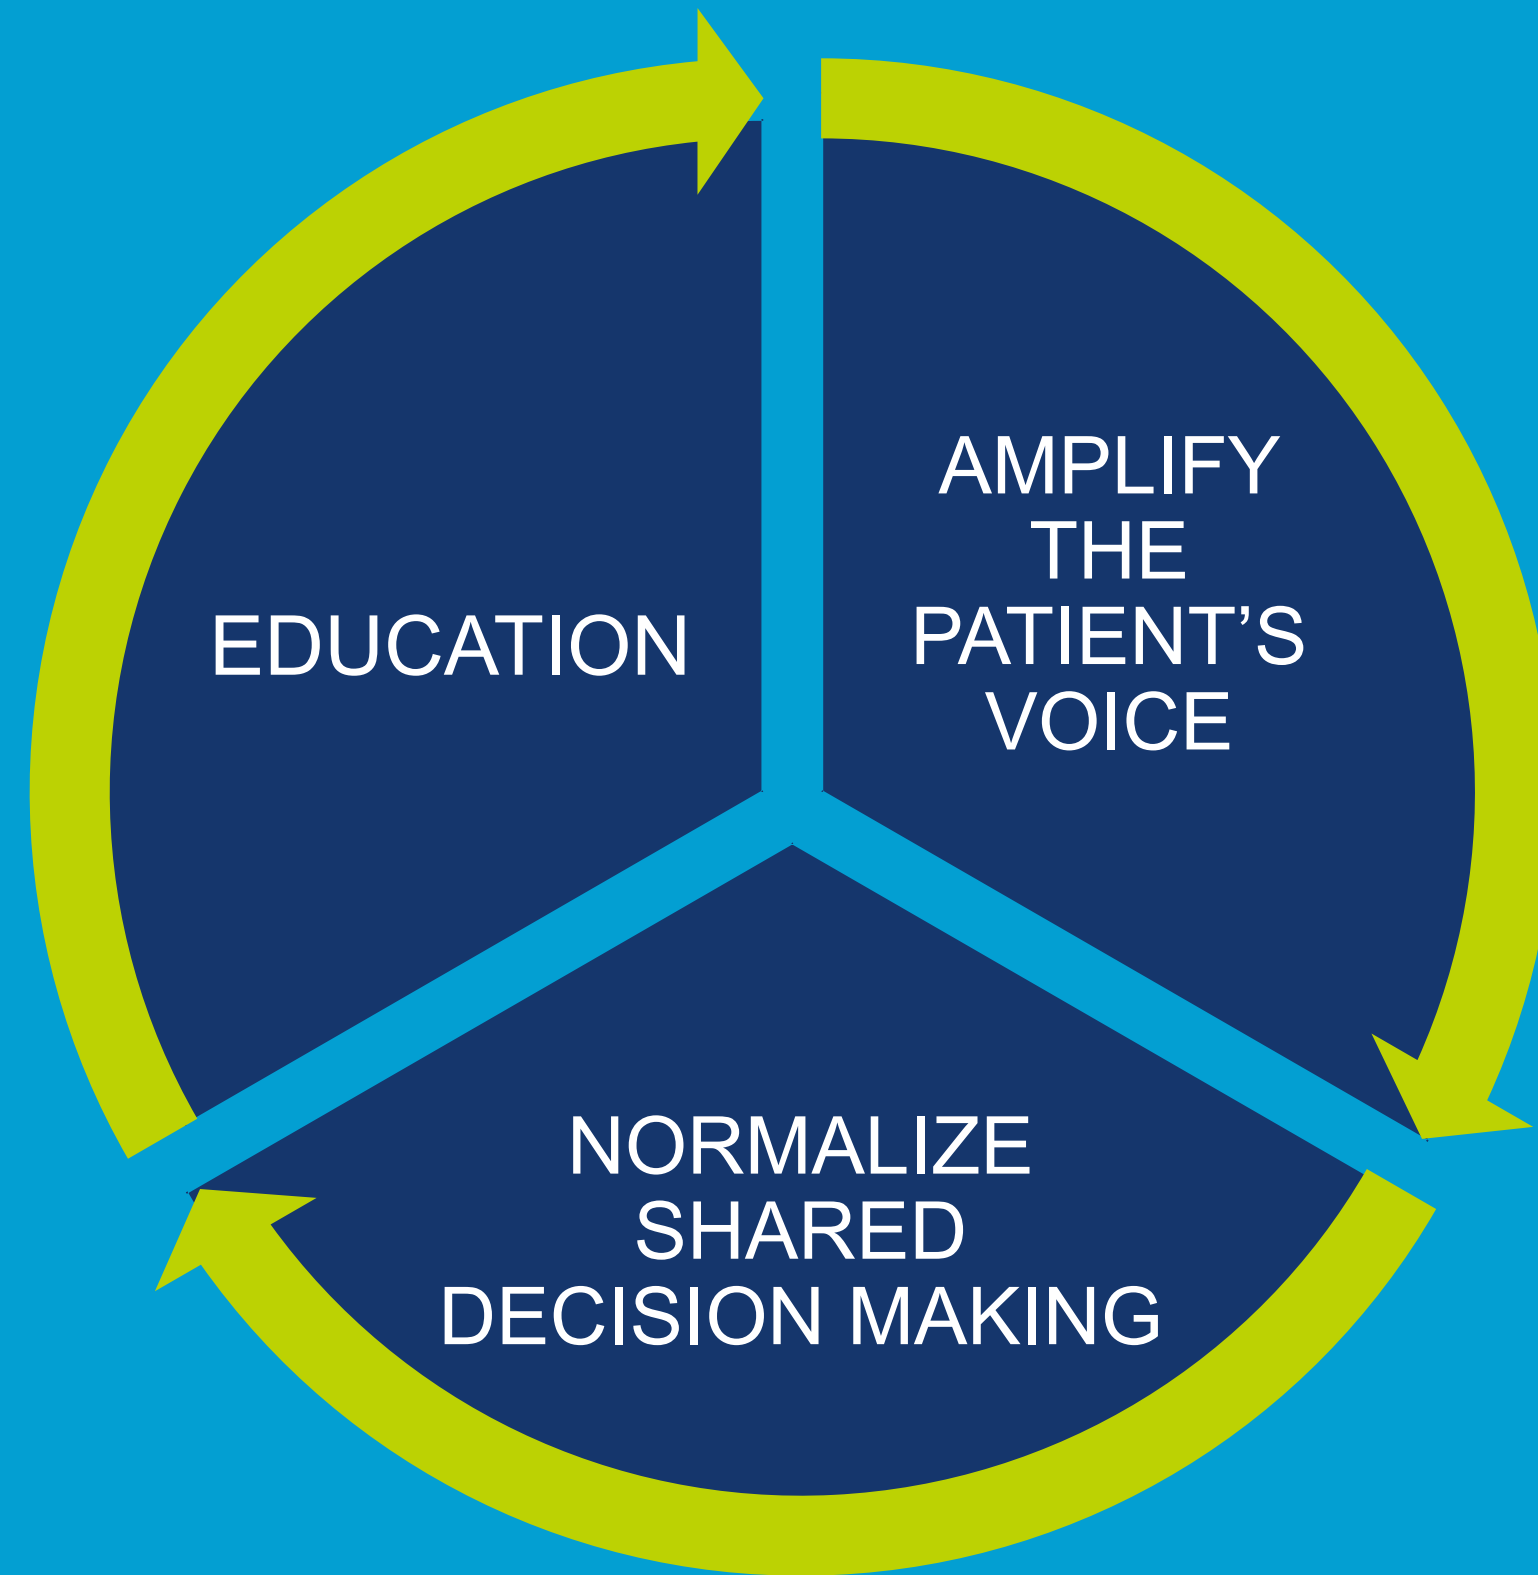 EDUCATION
AMPLIFY
THE
PATIENT’S
VOICE
NORMALIZE
SHARED
DECISION MAKING